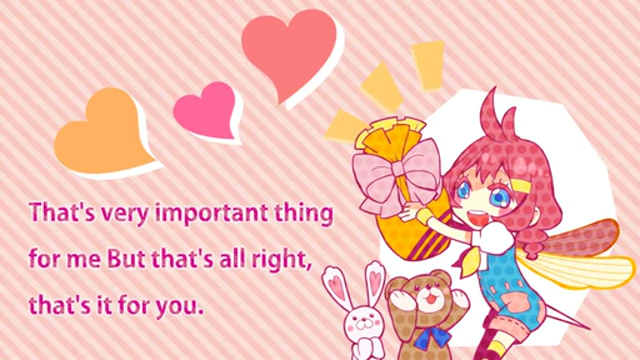 That's very important thing
for me But that's all right,
that's it for you.